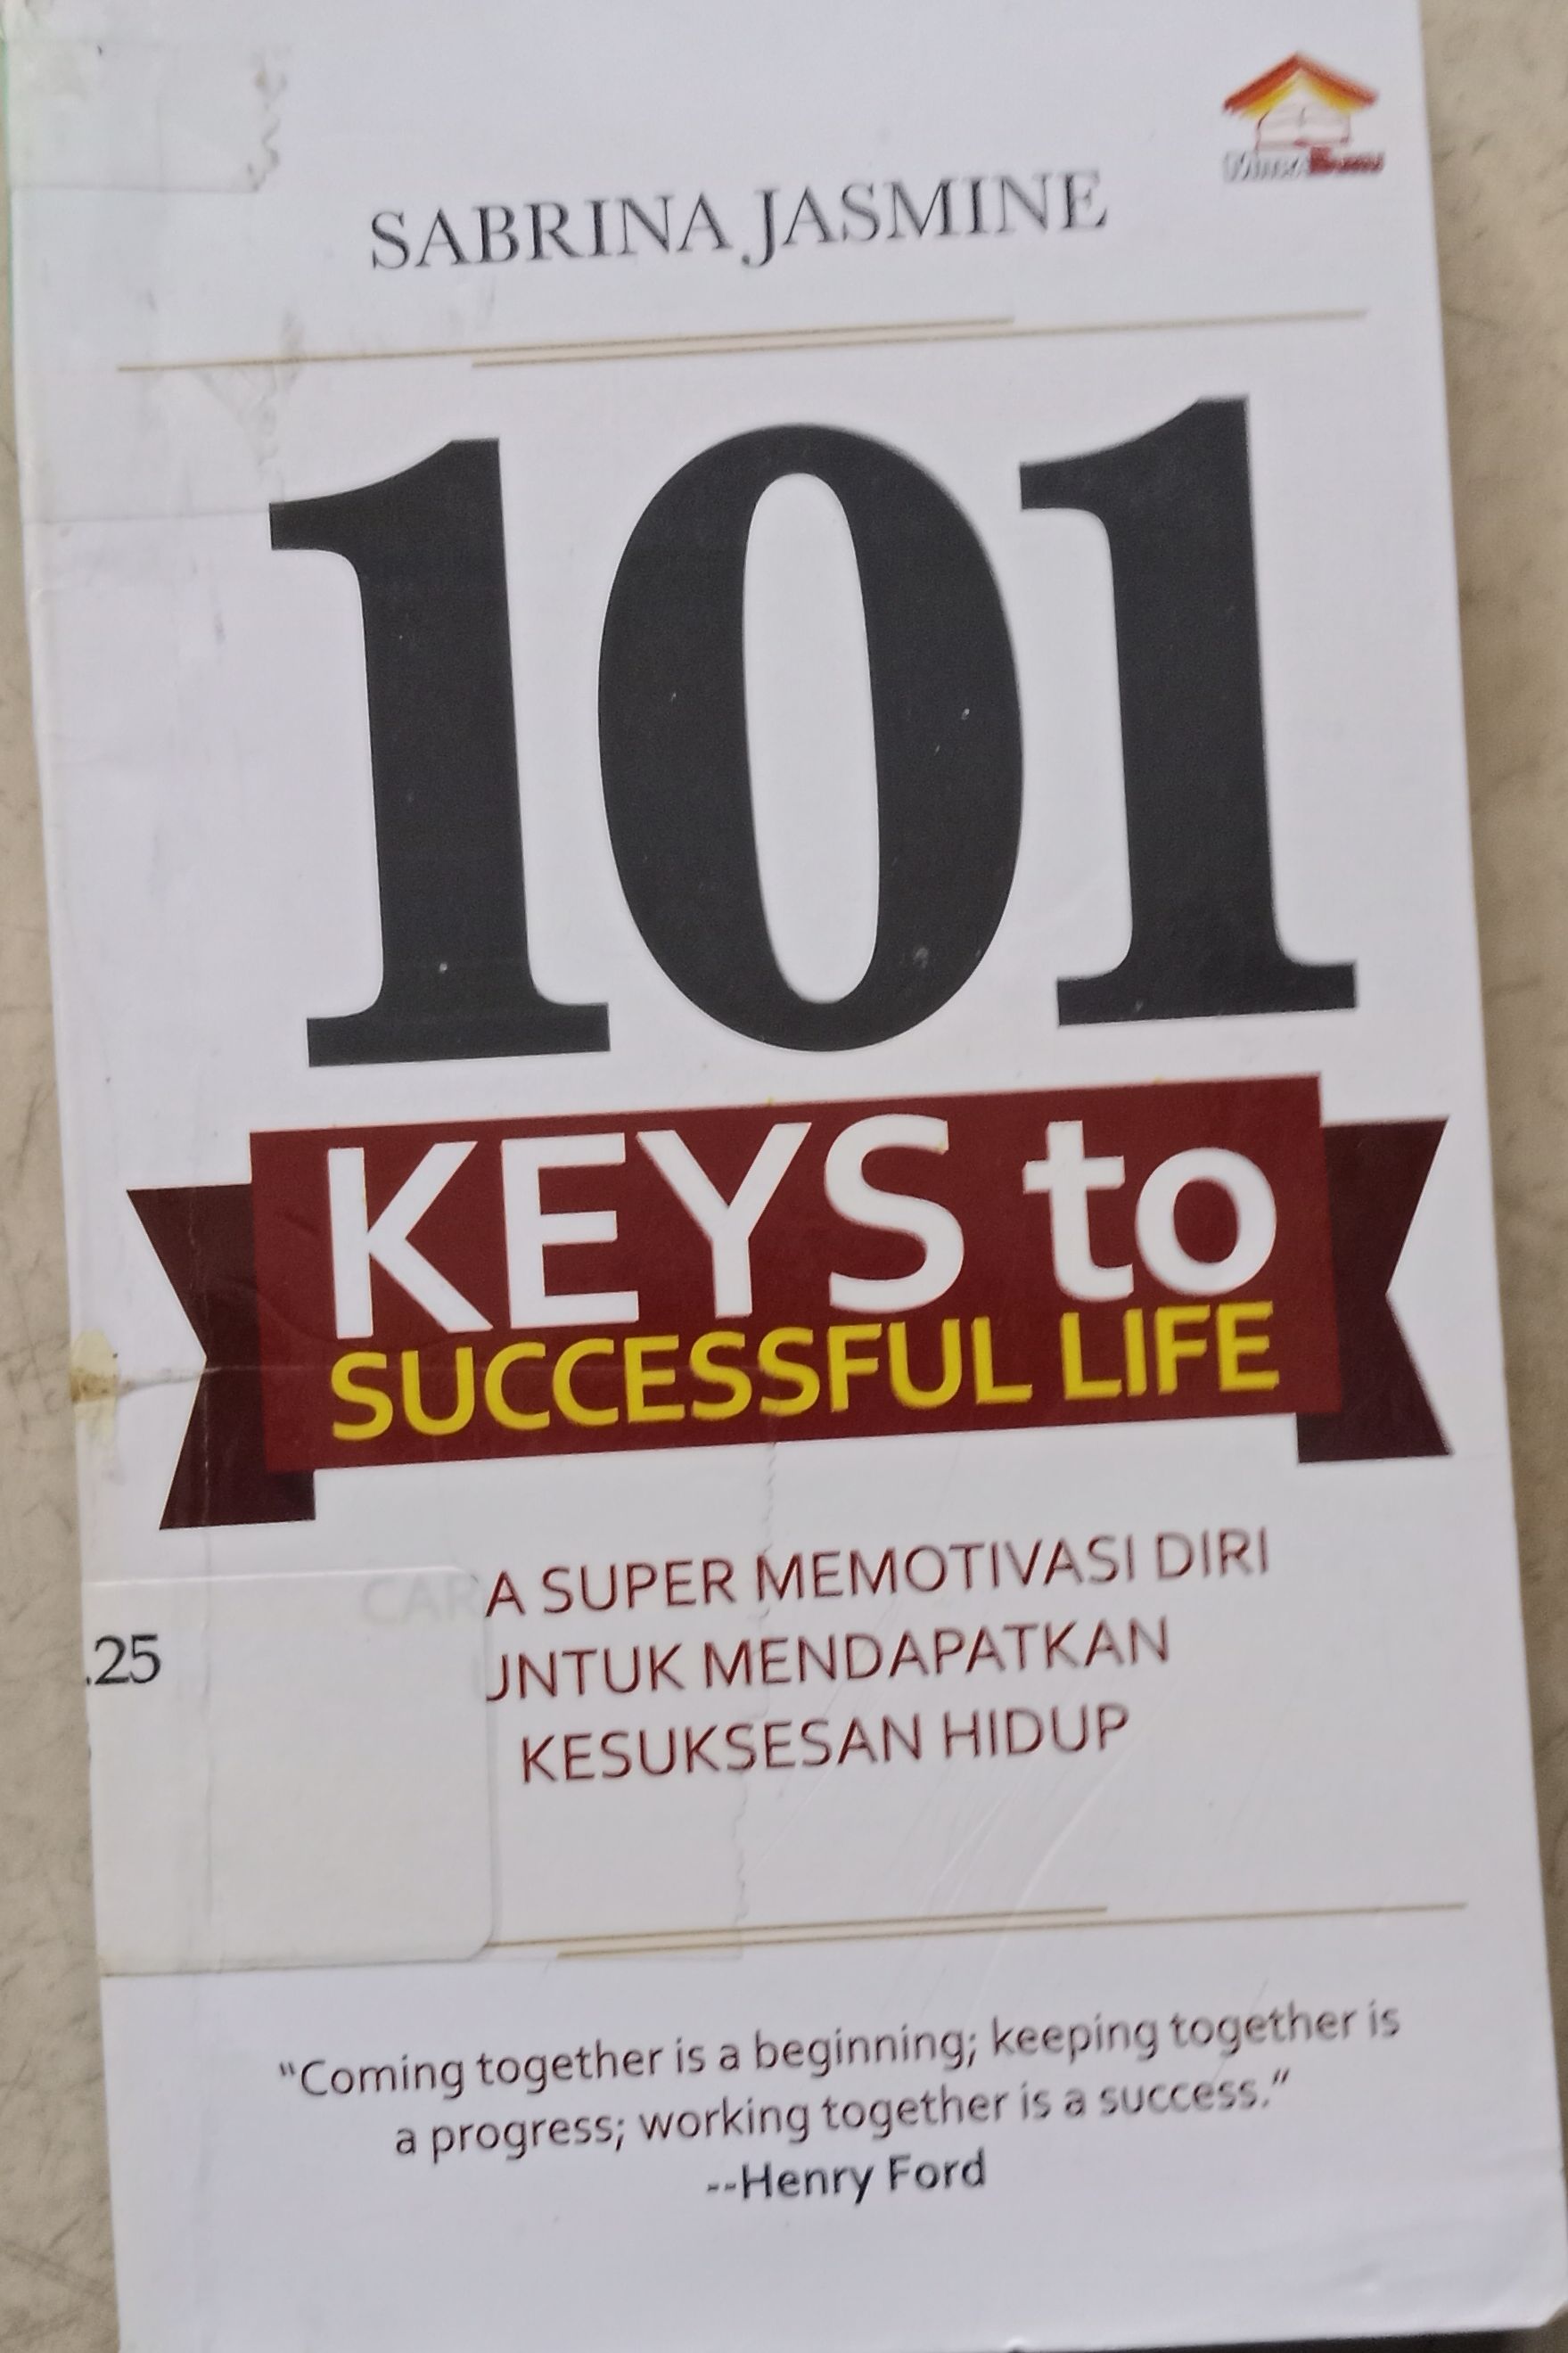 SABRINA JASMINE
101
KEYS to
SUCCESSFUL LIFE
CARA SUPER MEMOTIVASI DIRI
UNTUK MENDAPATKAN
KESUKSESAN HIDUP
.25
"Coming together is a beginning; keeping together is
a progress; working together is a success."
--Henry Ford